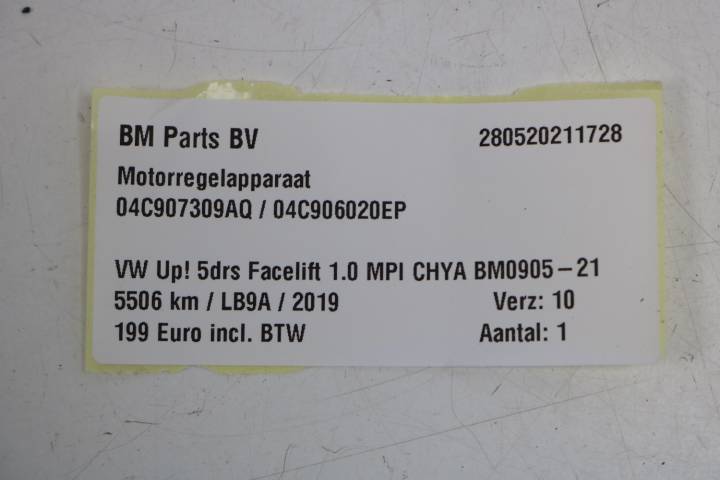 BM Parts BV 280520211728
Motorregelapparaat
04C907309AQ / 04C906020EP
VW Up! 5drs Facelift 1.0 MPI CHYA BM0905-21
5506 km / LB9A / 2019 Verz: 10
199 Euro incl. BTW Aantal: 1